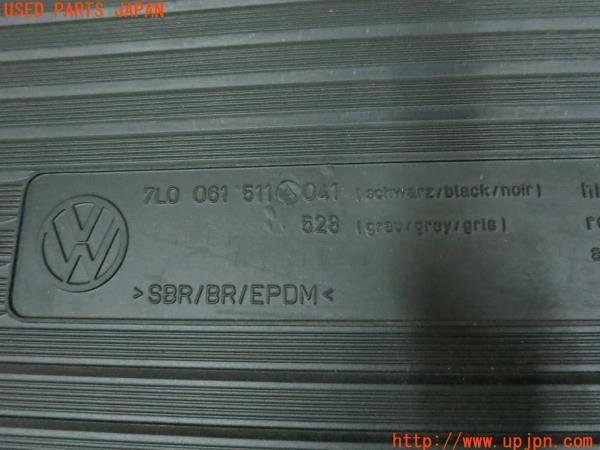 USED PARTS JAPAN
7L0 061 511 041 (schwarz/black/noir)
528 (grau/grey/gris)
>SBR/BR/EPDM<
http://www.upjpn.com/